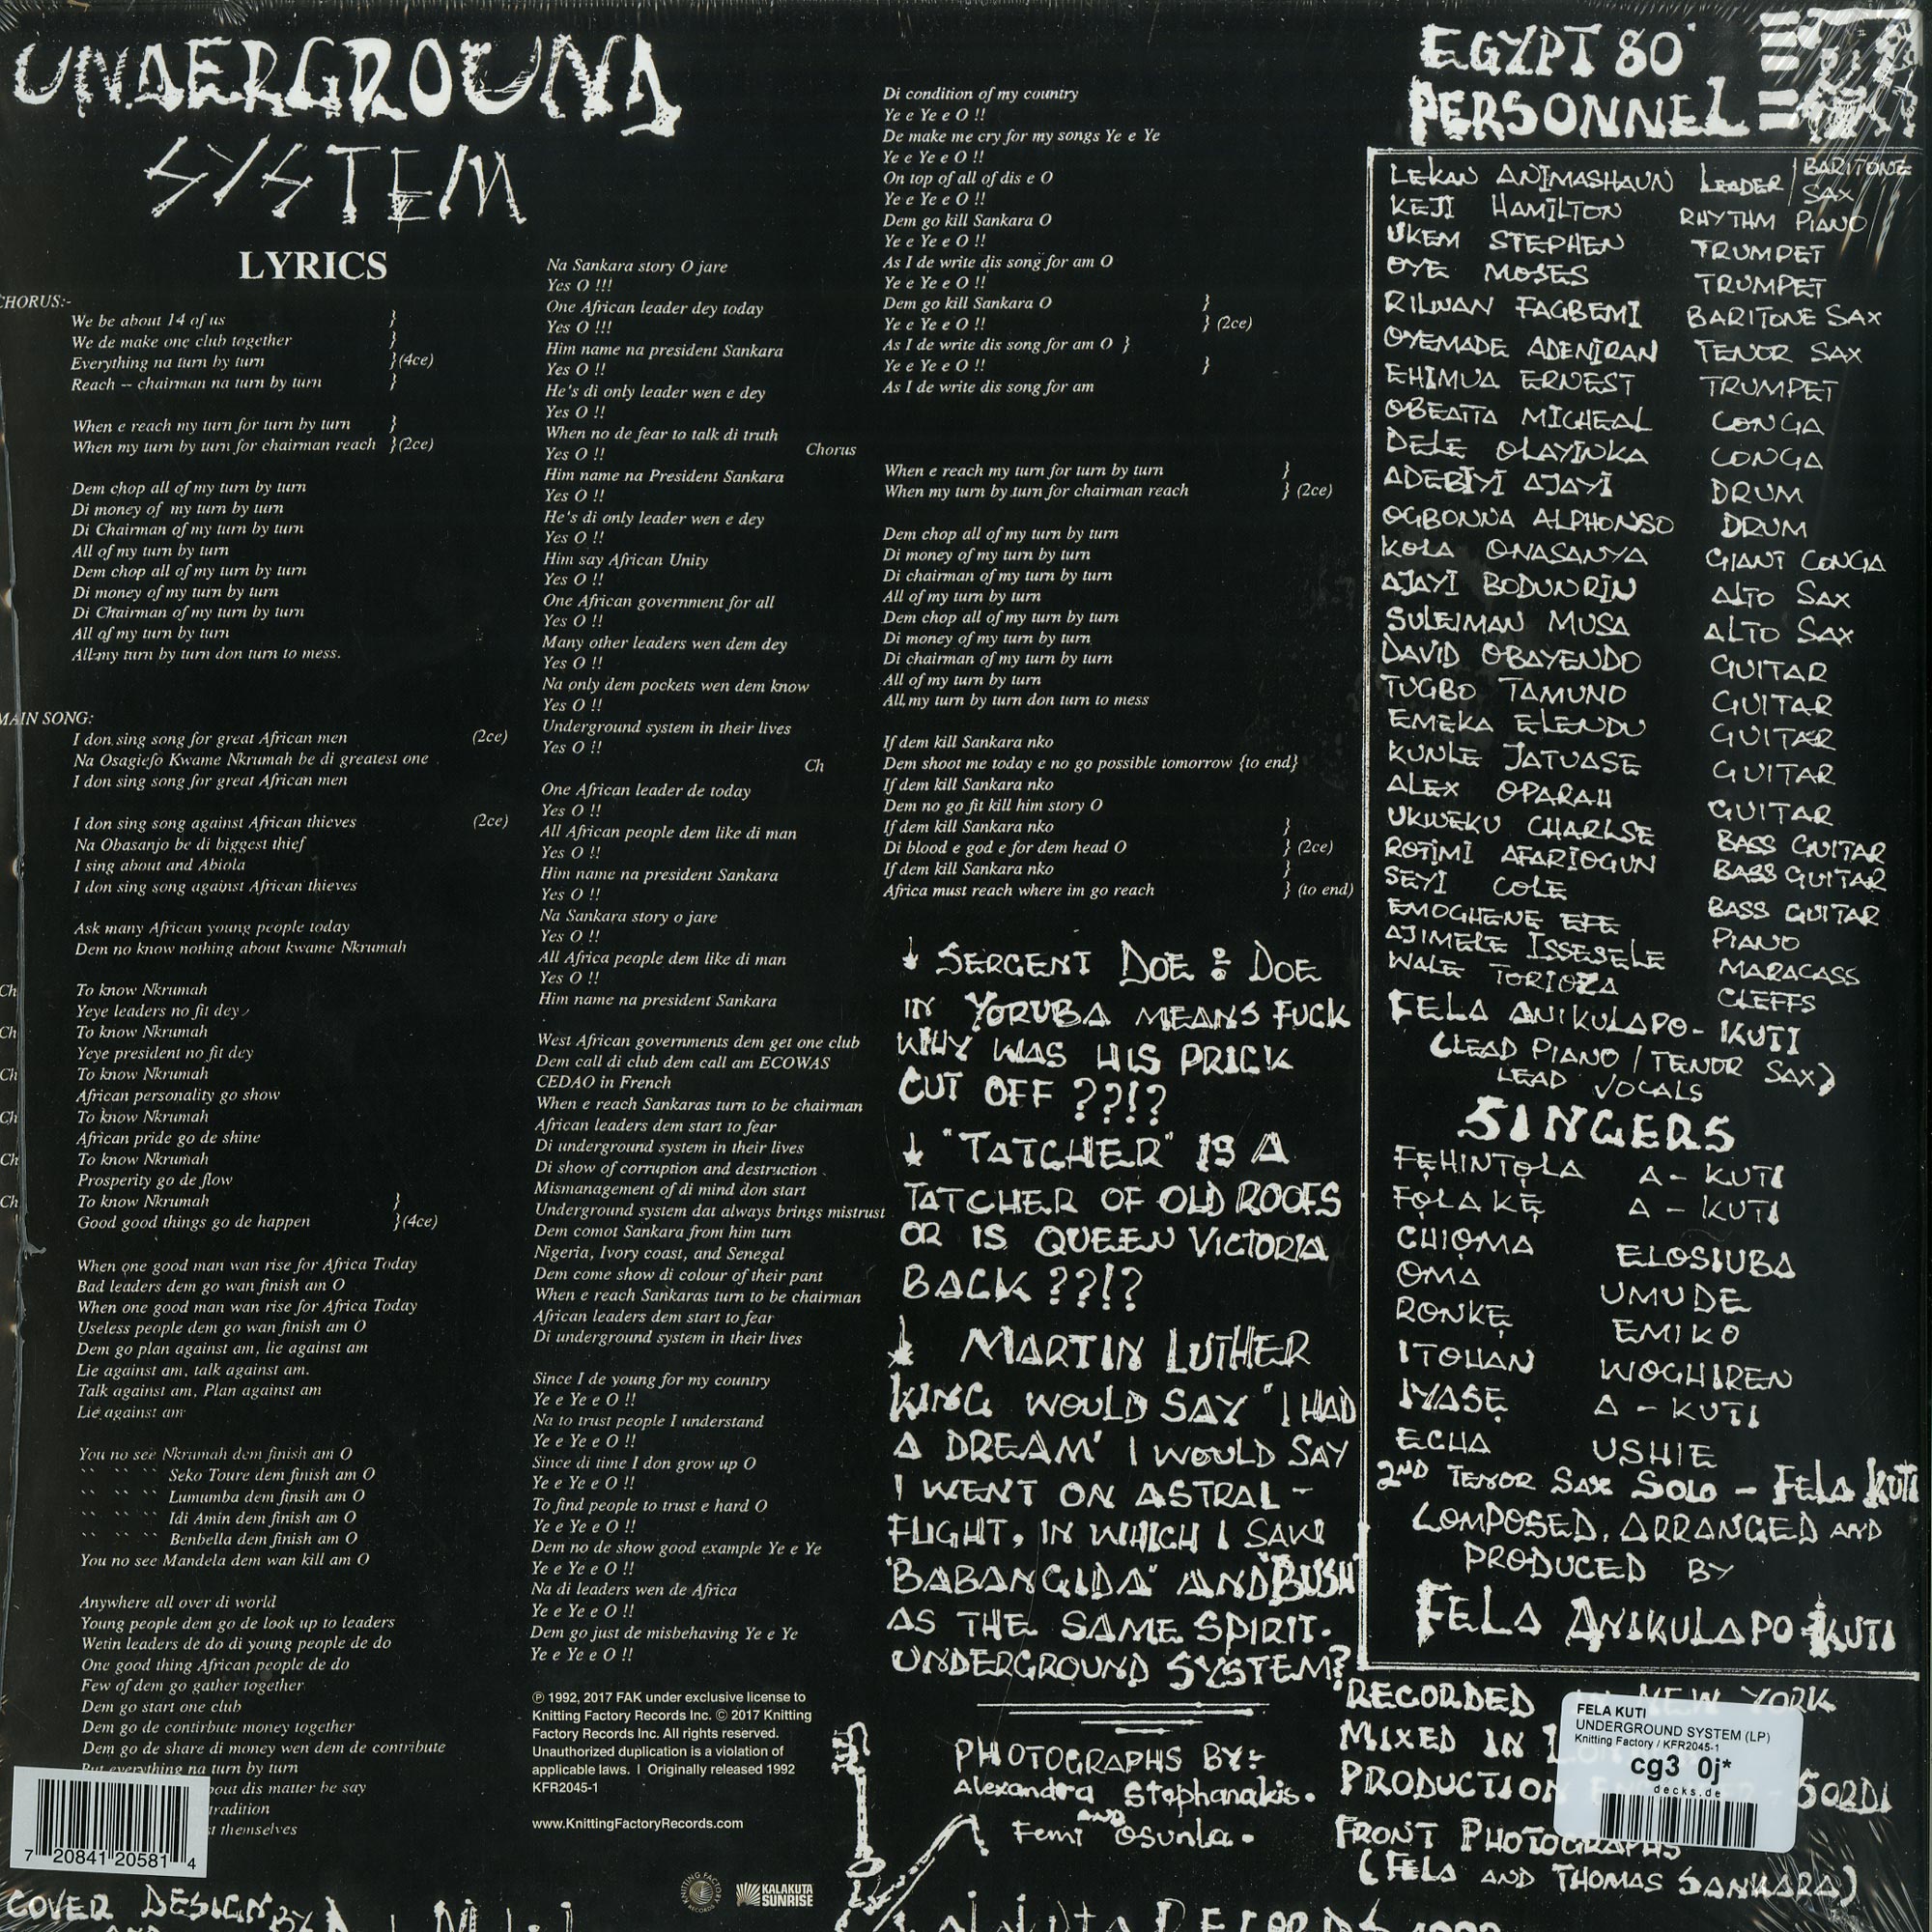 UNDERGROUND
SYSTEM
LYRICS
CHORUS:-
We be about 14 of us }
We de make one club together }
Everything na turn by turn }(4ce)
Reach -- chairman na turn by turn }
When e reach my turn for turn by turn }
When my turn by turn for chairman reach }(2ce)
Dem chop all of my turn by turn
Di money of my turn by turn
Di Chairman of my turn by turn
All of my turn by turn
Dem chop all of my turn by turn
Di money of my turn by turn
Di Chairman of my turn by turn
All of my turn by turn
All my turn by turn don turn to mess.
MAIN SONG:
I don sing song for great African men (2ce)
Na Osagiefo Kwame Nkrumah be di greatest one .
I don sing song for great African men
I don sing song against African thieves (2ce)
Na Obasanjo be di biggest thief
I sing about and Abiola
I don sing song against African thieves
Ask many African young people today
Dem no know nothing about kwame Nkrumah
Ch To know Nkrumah
Yeye leaders no fit dey
Ch To know Nkrumah
Yeye president no fit dey
Ch To know Nkrumah
African personality go show
Ch To know Nkrumah
African pride go de shine
Ch To know Nkrumah
Prosperity go de flow
Ch To know Nkrumah }
Good good things go de happen }(4ce)
When one good man wan rise for Africa Today
Bad leaders dem go wan finish am O
When one good man wan rise for Africa Today
Useless people dem go wan finish am O
Dem go plan against am, lie against am
Lie against am, talk against am.
Talk against am, Plan against am
Lie against am
You no see Nkrumah dem finish am O
`` `` `` Seko Toure dem finish am O
`` `` `` Lumumba dem finsih am O
`` `` `` Idi Amin dem finish am O
`` `` `` Benbella dem finish am O
You no see Mandela dem wan kill am O
Anywhere all over di world
Young people dem go de look up to leaders
Wetin leaders de do di young people de do
One good thing African people de do
Few of dem go gather together
Dem go start one club
Dem go de contirbute money together
Dem go de share di money wen dem de contribute
Put everything na turn by turn
bout dis matter be say
tradition
st themselves
7 20841 20581 4
COVER DESIGN BY
Na Sankara story O jare
Yes O !!!
One African leader dey today
Yes O !!!
Him name na president Sankara
Yes O !!
He's di only leader wen e dey
Yes O !!
When no de fear to talk di truth
Yes O !!
Him name na President Sankara
Yes O !!
He's di only leader wen e dey
Yes O !!
Him say African Unity
Yes O !!
One African government for all
Yes O !!
Many other leaders wen dem dey
Yes O !!
Na only dem pockets wen dem know
Yes O !!
Underground system in their lives
Yes O !!
One African leader de today
Yes O !!
All African people dem like di man
Yes O !!
Him name na president Sankara
Yes O !!
Na Sankara story o jare
Yes O !!
All Africa people dem like di man
Yes O !!
Him name na president Sankara
West African governments dem get one club
Dem call di club dem call am ECOWAS
CEDAO in French
When e reach Sankaras turn to be chairman
African leaders dem start to fear
Di underground system in their lives
Di show of corruption and destruction .
Mismanagement of di mind don start
Underground system dat always brings mistrust
Dem comot Sankara from him turn
Nigeria, Ivory coast, and Senegal
Dem come show di colour of their pant
When e reach Sankaras turn to be chairman
African leaders dem start to fear
Di underground system in their lives
Since I de young for my country
Ye e Ye e O !!
Na to trust people I understand
Ye e Ye e O !!
Since di time I don grow up O
Ye e Ye e O !!
To find people to trust e hard O
Ye e Ye e O !!
Dem no de show good example Ye e Ye
Ye e Ye e O !!
Na di leaders wen de Africa
Ye e Ye e O !!
Dem go just de misbehaving Ye e Ye
Ye e Ye e O !!
℗ 1992, 2017 FAK under exclusive license to
Knitting Factory Records Inc. © 2017 Knitting
Factory Records Inc. All rights reserved.
Unauthorized duplication is a violation of
applicable laws. | Originally released 1992
KFR2045-1
www.KnittingFactoryRecords.com
KNITTING FACTORY
RECORDS
KALAKUTA
SUNRISE
Di condition of my country
Ye e Ye e O !!
De make me cry for my songs Ye e Ye
Ye e Ye e O !!
On top of all of dis e O
Ye e Ye e O !!
Dem go kill Sankara O
Ye e Ye e O !!
As I de write dis song for am O
Ye e Ye e O !!
Dem go kill Sankara O }
Ye e Ye e O !! } (2ce)
As I de write dis song for am O }
Ye e Ye e O !! }
As I de write dis song for am
Chorus
When e reach my turn for turn by turn }
When my turn by turn for chairman reach } (2ce)
Dem chop all of my turn by turn
Di money of my turn by turn
Di chairman of my turn by turn
All of my turn by turn
Dem chop all of my turn by turn
Di money of my turn by turn
Di chairman of my turn by turn
All of my turn by turn
All my turn by turn don turn to mess
If dem kill Sankara nko
Ch Dem shoot me today e no go possible tomorrow {to end}
If dem kill Sankara nko
Dem no go fit kill him story O
If dem kill Sankara nko }
Di blood e god e for dem head O } (2ce)
If dem kill Sankara nko }
Africa must reach where im go reach } (to end)
↓ SERGENT DOE : DOE
IN YORUBA MEANS FUCK
WHY WAS HIS PRICK
CUT OFF ??!?
↓ "TATCHER" IS A
TATCHER OF OLD ROOFS
OR IS QUEEN VICTORIA
BACK ??!?
↓ MARTIN LUTHER
KING WOULD SAY "I HAD
A DREAM" I WOULD SAY
I WENT ON ASTRAL -
FLIGHT, IN WHICH I SAW
"BABANGIDA" AND "BUSH"
AS THE SAME SPIRIT.
UNDERGROUND SYSTEM?
PHOTOGRAPHS BY:-
Alexandra Stephanakis.
AND
Femi Osunla.
EGYPT 80'
PERSONNEL
LEKAN ANIMASHAUN LEADER / BARITONE SAX
KEJI HAMILTON RHYTHM PIANO
UKEM STEPHEN TRUMPET
OYE MOSES TRUMPET
RILWAN FAGBEMI BARITONE SAX
OYEMADE ADENIRAN TENOR SAX
EHIMUA ERNEST TRUMPET
OBEATTA MICHEAL CONGA
DELE OLAYINKA CONGA
ADEBIYI AJAYI DRUM
OGBONNA ALPHONSO DRUM
KOLA ONASANYA GIANT CONGA
AJAYI BODUNRIN ALTO SAX
SULEIMAN MUSA ALTO SAX
DAVID OBAYENDO GUITAR
TUGBO TAMUNO GUITAR
EMEKA ELENDU GUITAR
KUNLE JATUASE GUITAR
ALEX OPARAH GUITAR
UKWEKU CHARLSE BASS GUITAR
ROTIMI AFARIOGUN BASS GUITAR
SEYI COLE BASS GUITAR
EMOGHENE EFE PIANO
AJIMELE ISSESELE MARACASS
WALE TORIOZA CLEFFS
FELA ANIKULAPO-KUTI
(LEAD PIANO / TENOR SAX)
LEAD VOCALS
SINGERS
FẸHINTỌLA A-KUTI
FỌLAKẸ A-KUTI
CHIỌMA ELOSIUBA
OMA UMUDE
RONKẸ EMIKO
ITOHAN WOGHIREN
IYASẸ A-KUTI
ECHA USHIE
2ND TENOR SAX SOLO - FELA KUTI
COMPOSED, ARRANGED AND
PRODUCED BY
FELA ANIKULAPO KUTI
RECORDED NEW YORK
MIXED IN
PRODUCTION - SORDI
FRONT PHOTOGRAPHS
(FELA AND THOMAS SANKARA)
FELA KUTI
UNDERGROUND SYSTEM (LP)
Knitting Factory / KFR2045-1
cg3 0j*
decks.de